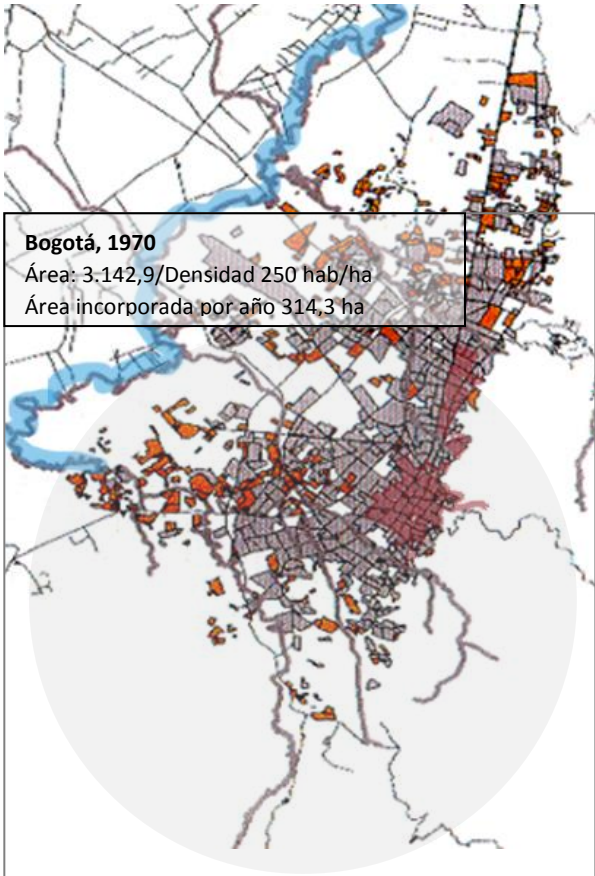 Bogotá, 1970
Área: 3.142,9/Densidad 250 hab/ha
Área incorporada por año 314,3 ha